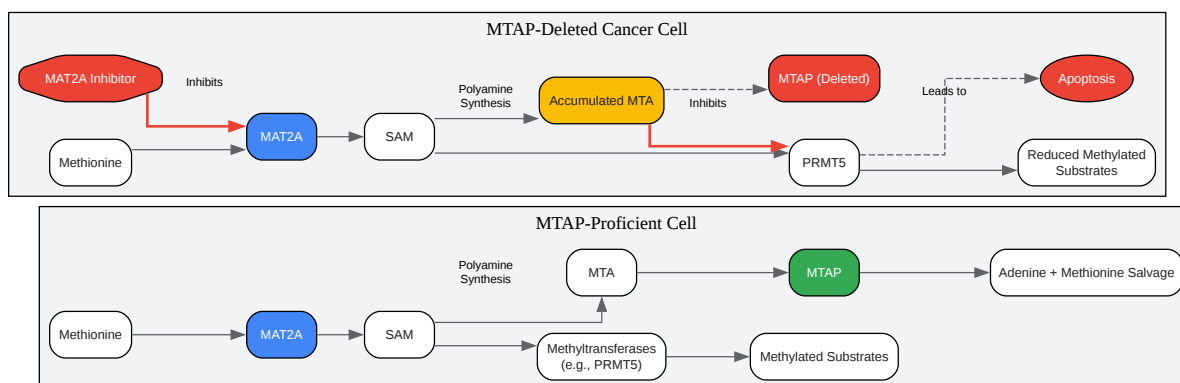 MTAP-Deleted Cancer Cell
MAT2A Inhibitor
Inhibits
Polyamine
Synthesis
Accumulated MTA
Inhibits
MTAP (Deleted)
Leads to
Apoptosis
Methionine
MAT2A
SAM
PRMT5
Reduced Methylated
Substrates
MTAP-Proficient Cell
Polyamine
Synthesis
MTA
MTAP
Adenine + Methionine Salvage
Methionine
MAT2A
SAM
Methyltransferases
(e.g., PRMT5)
Methylated Substrates